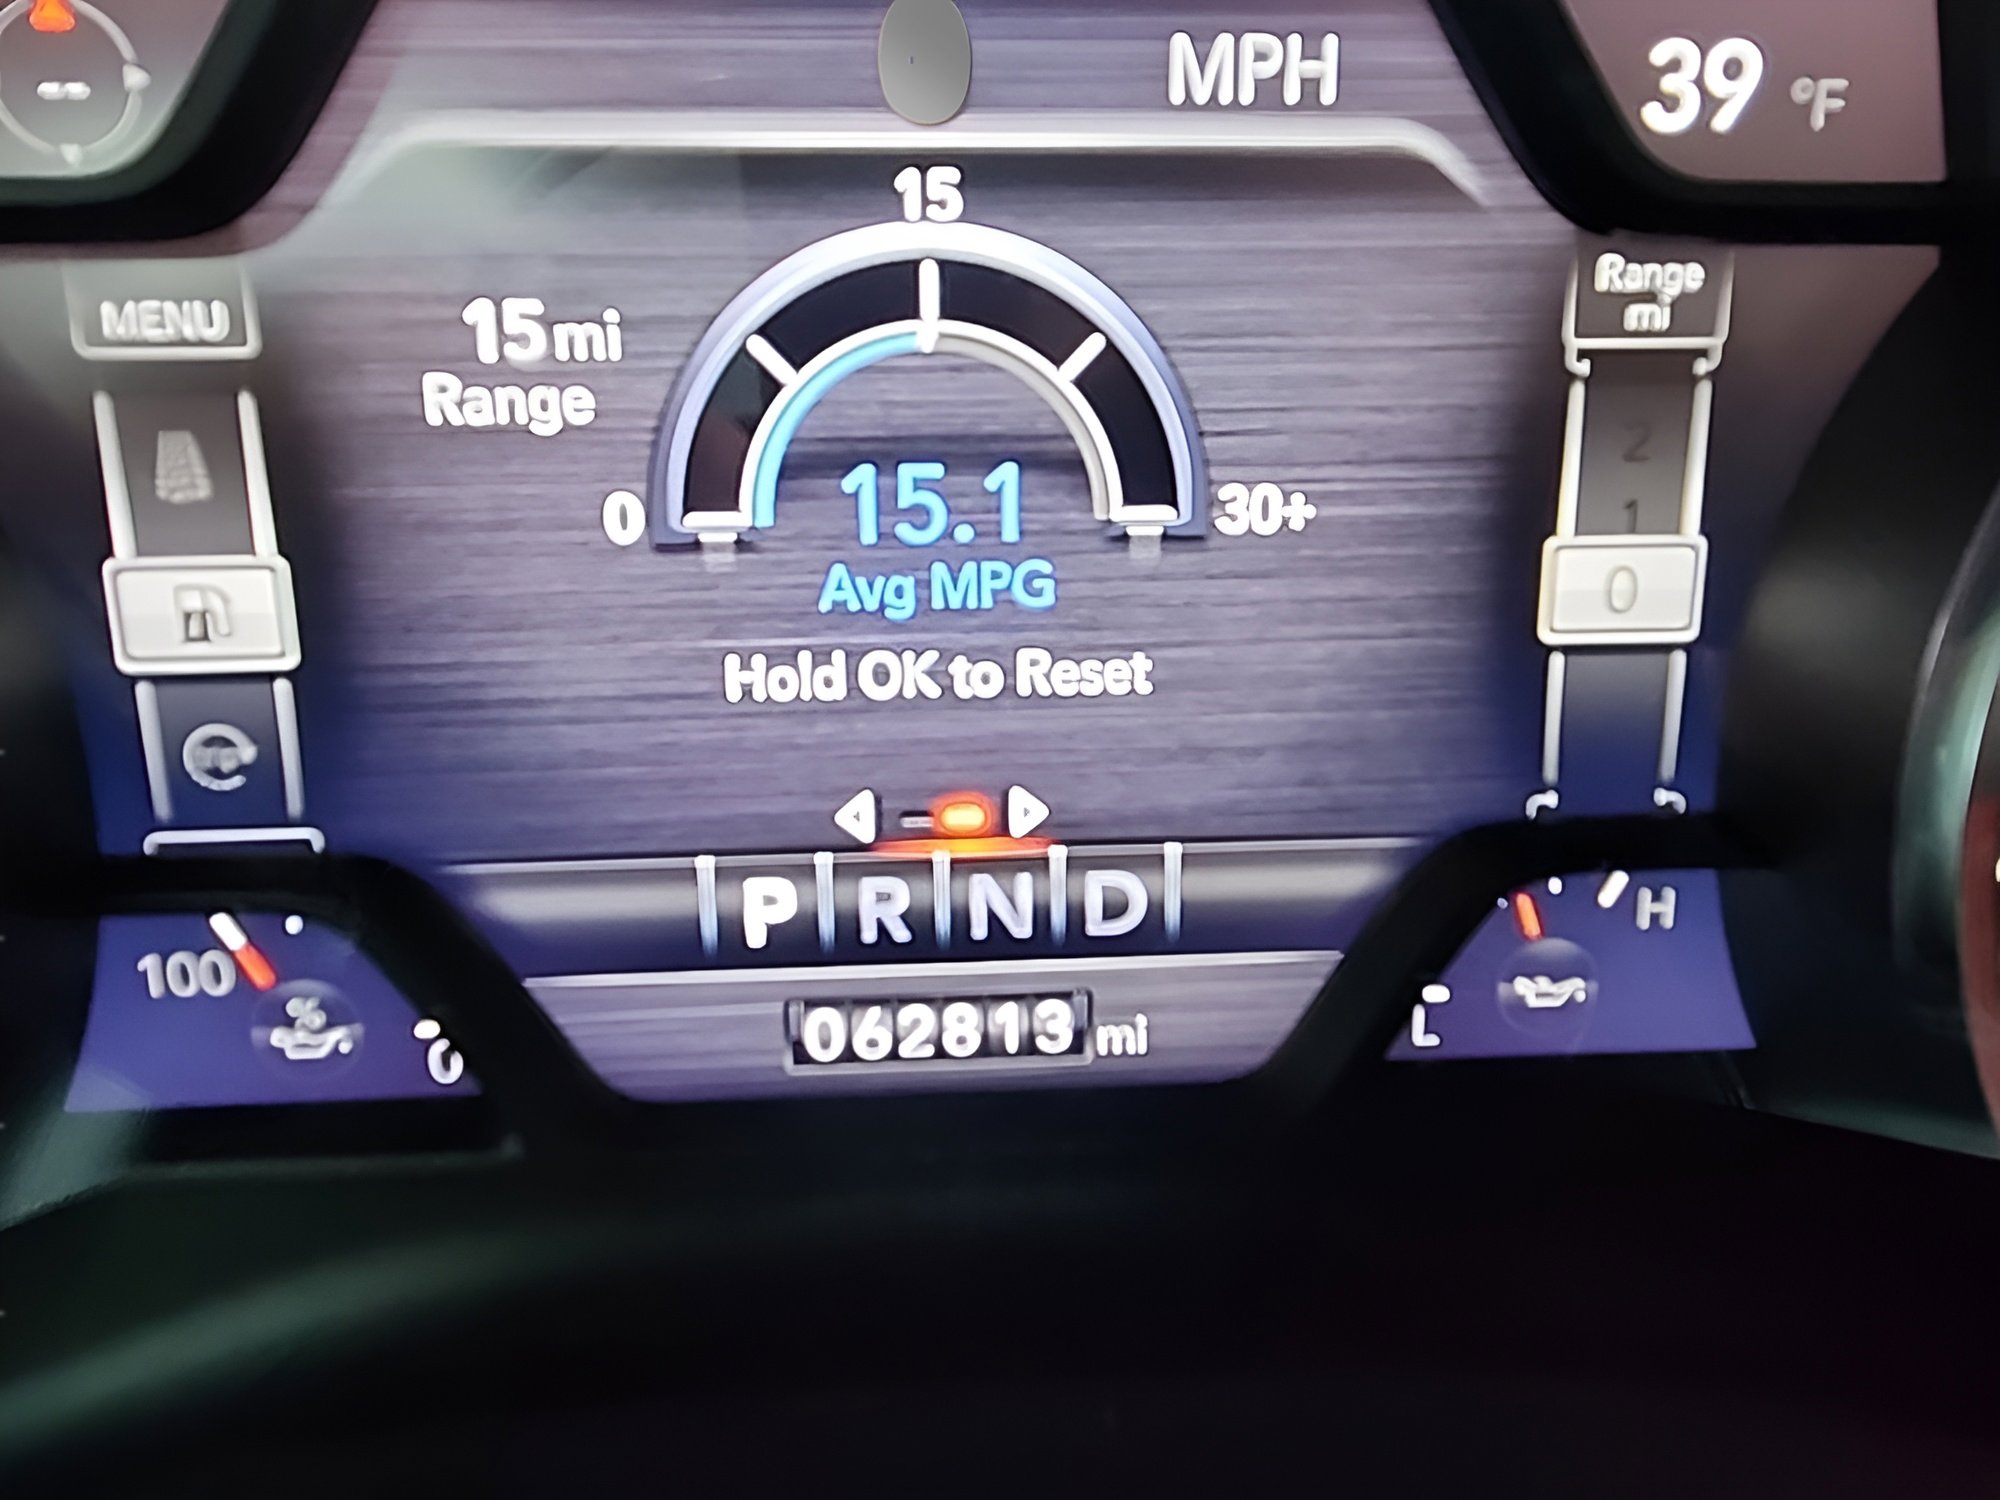 MPH
39 °F
15
MENU
15 mi
Range
Range
mi
2
1
0
0
15.1
30+
Avg MPG
Hold OK to Reset
P R N D
100
%
0
062813 mi
H
L